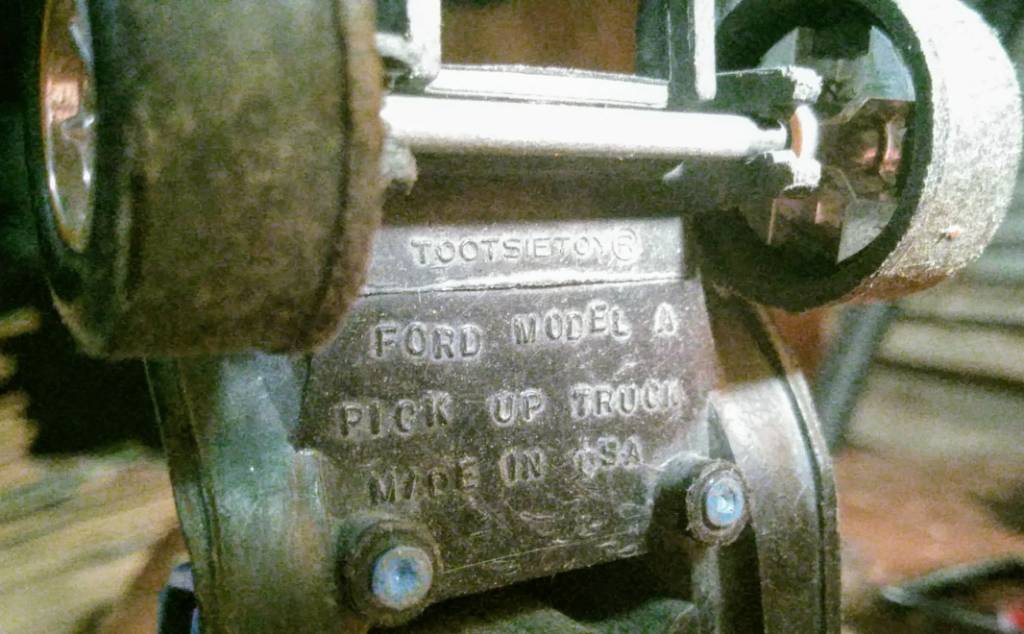 TOOTSIETOY®
FORD MODEL A
PICK UP TRUCK
MADE IN USA